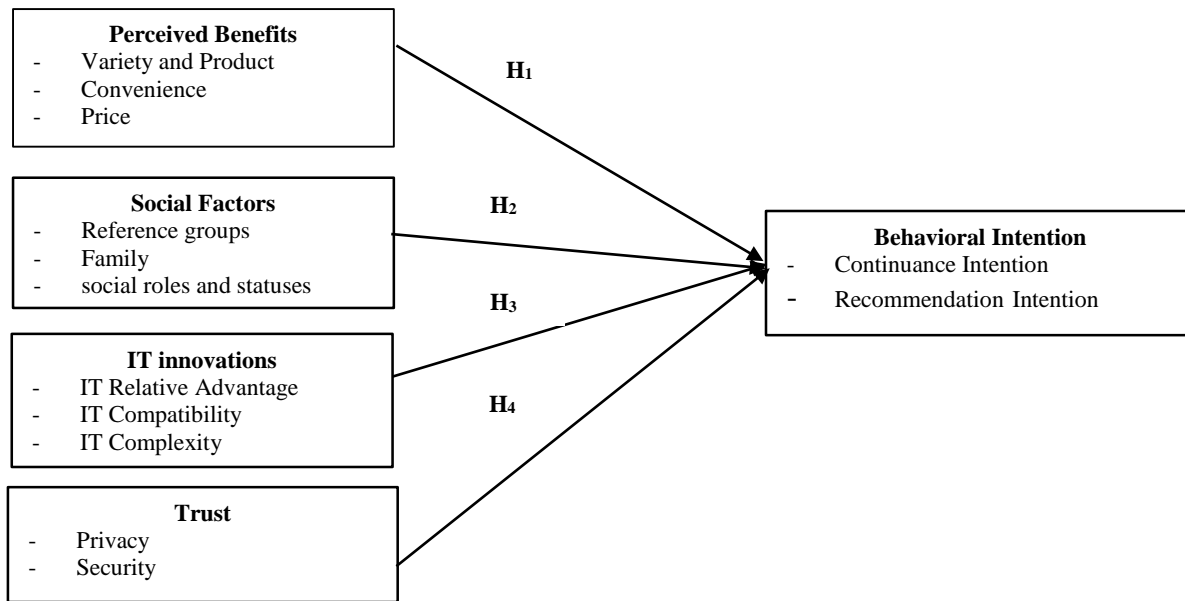 Perceived Benefits
- Variety and Product
- Convenience
- Price
H1
Social Factors
- Reference groups
- Family
- social roles and statuses
H2
IT innovations
- IT Relative Advantage
- IT Compatibility
- IT Complexity
H3
Trust
- Privacy
- Security
H4
Behavioral Intention
- Continuance Intention
- Recommendation Intention